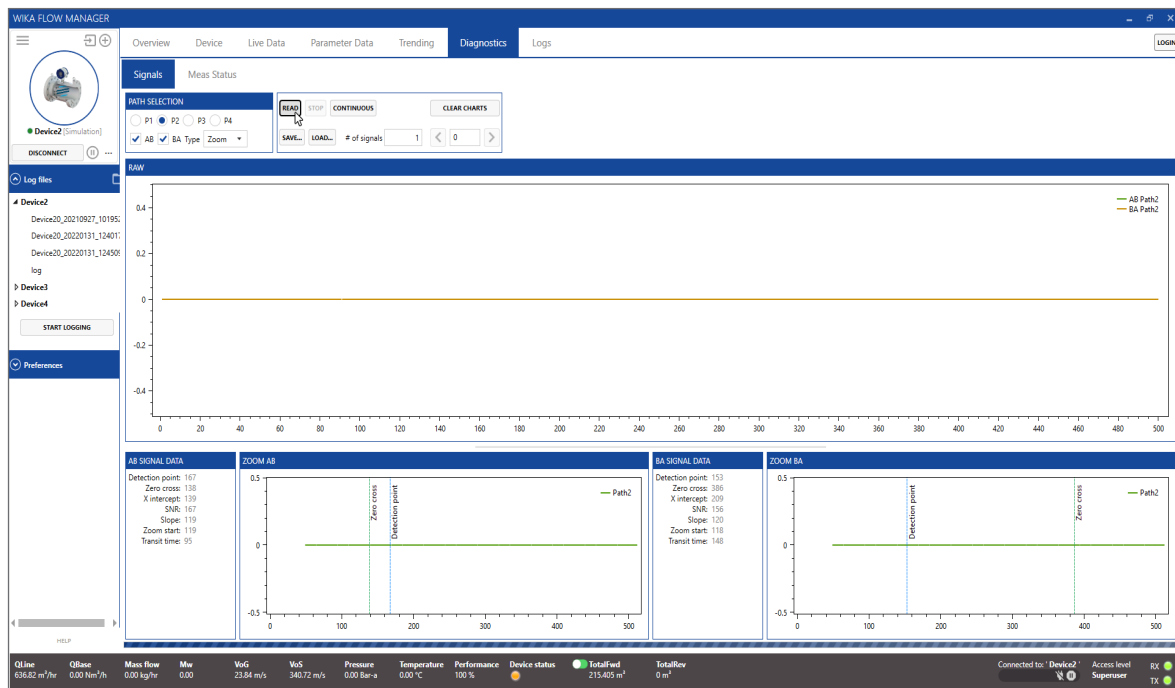 WIKA FLOW MANAGER
Overview Device Live Data Parameter Data Trending Diagnostics Logs
LOGIN
Signals Meas Status
PATH SELECTION
P1 P2 P3 P4
AB BA Type Zoom
READ STOP CONTINUOUS CLEAR CHARTS
SAVE... LOAD... # of signals 1 0
Device2 [Simulation]
DISCONNECT ...
Log files
Device2
Device20_20210927_10195
Device20_20220131_12401
Device20_20220131_12450
log
Device3
Device4
START LOGGING
Preferences
HELP
RAW
AB Path2
BA Path2
0.4
0.2
0
-0.2
-0.4
0 20 40 60 80 100 120 140 160 180 200 220 240 260 280 300 320 340 360 380 400 420 440 460 480 500
AB SIGNAL DATA
Detection point: 167
Zero cross: 138
X intercept: 139
SNR: 167
Slope: 119
Zoom start: 119
Transit time: 95
ZOOM AB
Path2
Zero cross
Detection point
0.5
0
-0.5
0 100 200 300 400 500
BA SIGNAL DATA
Detection point: 153
Zero cross: 386
X intercept: 209
SNR: 156
Slope: 120
Zoom start: 118
Transit time: 148
ZOOM BA
Path2
Detection point
Zero cross
0.5
0
-0.5
0 100 200 300 400 500
QLine QBase Mass flow Mw VoG VoS Pressure Temperature Performance Device status TotalFwd TotalRev Connected to: ' Device2 ' Access level RX
636.82 m³/hr 0.00 Nm³/h 0.00 kg/hr 0.00 23.84 m/s 340.72 m/s 0.00 Bar-a 0.00 °C 100 % 215.405 m³ 0 m³ Superuser TX